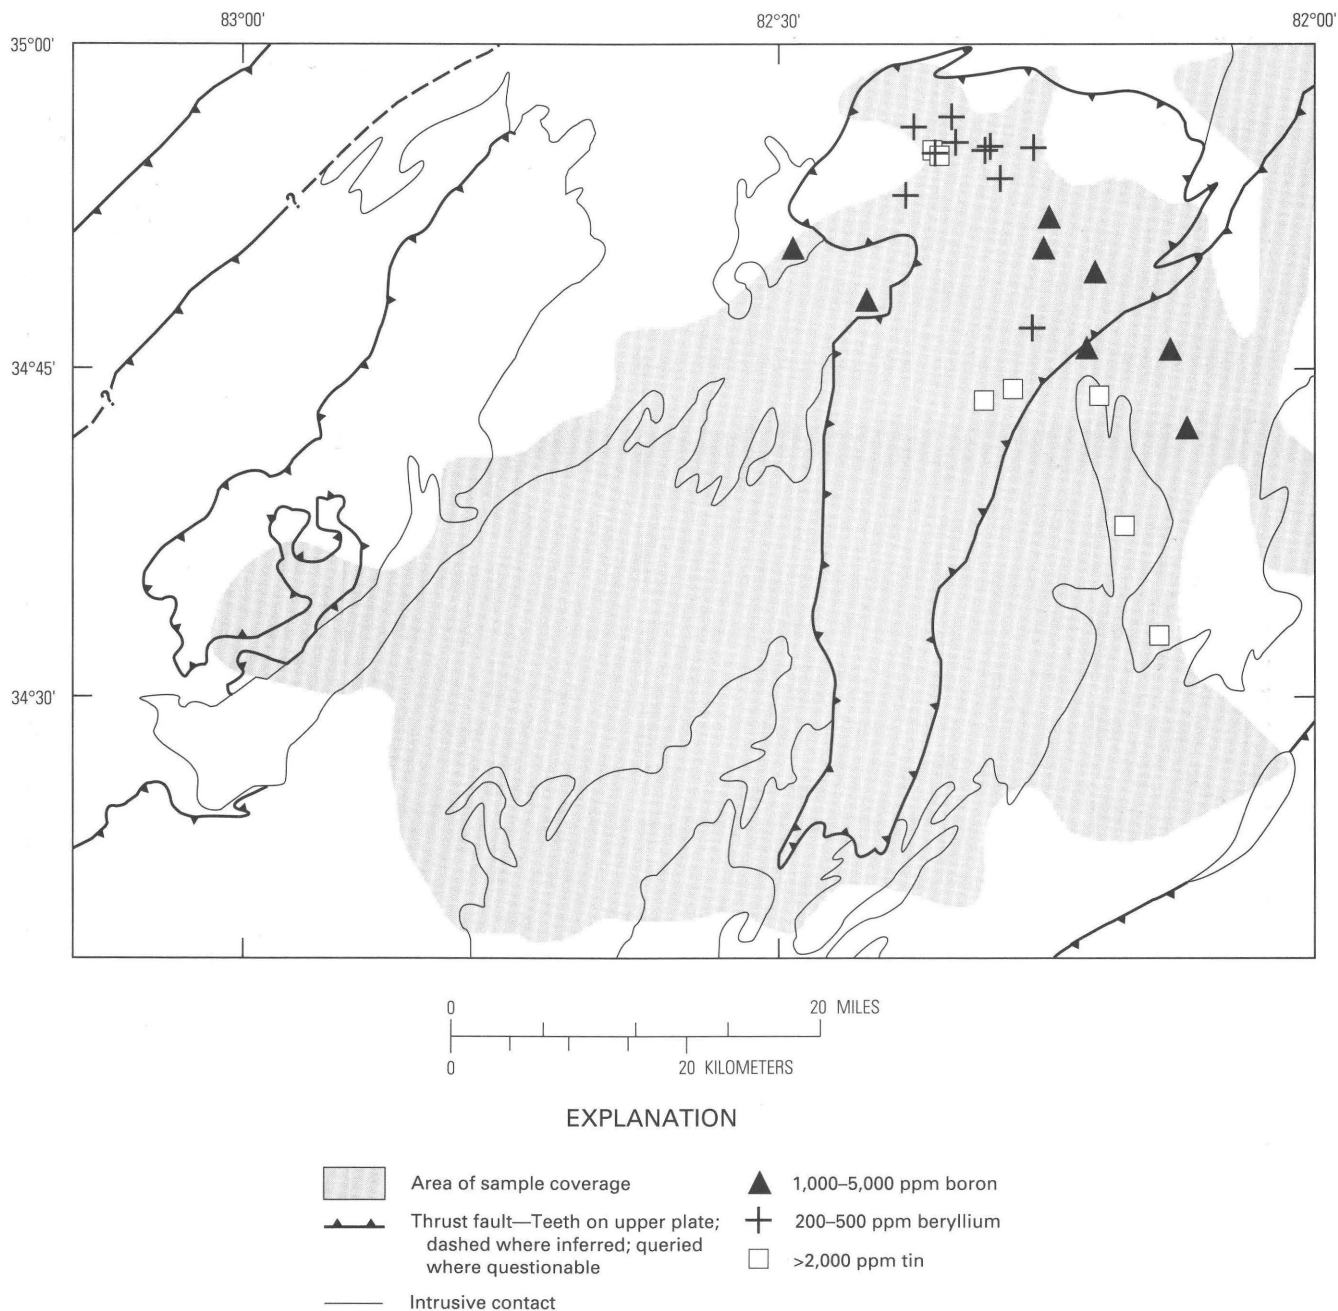 83°00'
82°30'
82°00'
35°00'
?
34°45'
?
34°30'
0
20 MILES
0
20 KILOMETERS
EXPLANATION
Area of sample coverage
Thrust fault—Teeth on upper plate;
dashed where inferred; queried
where questionable
Intrusive contact
1,000–5,000 ppm boron
200–500 ppm beryllium
>2,000 ppm tin